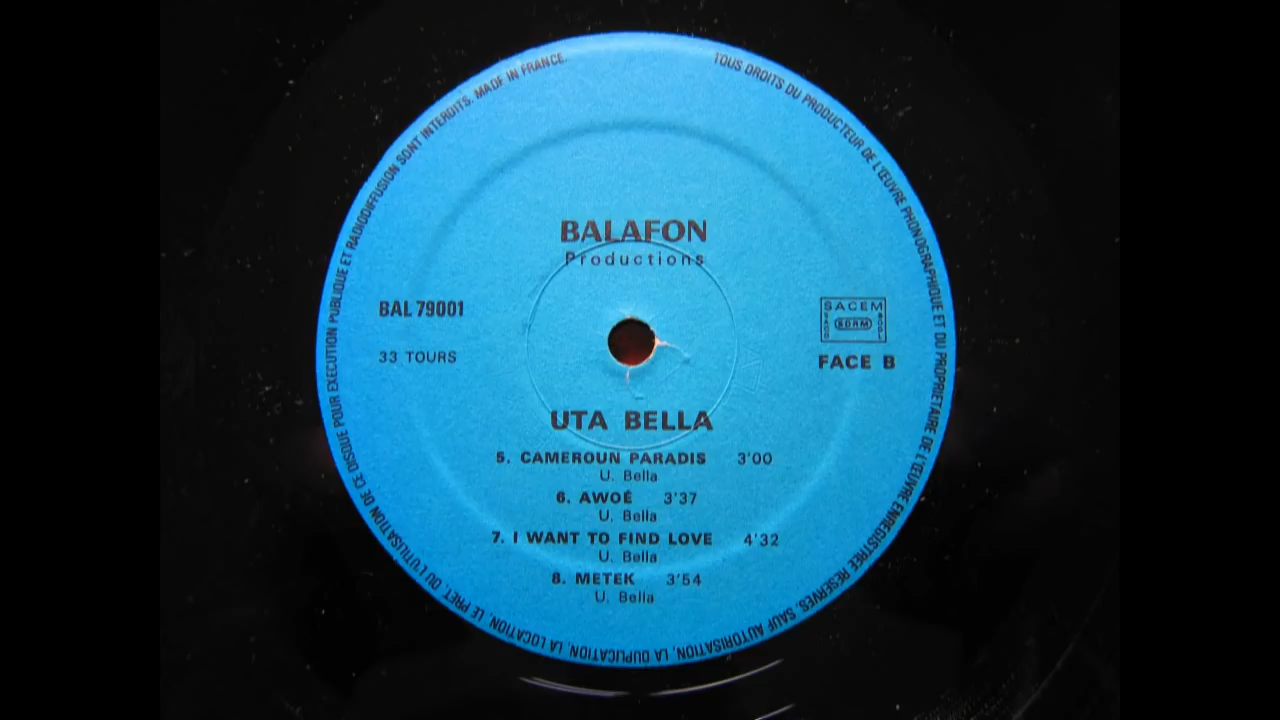 TOUS DROITS DU PRODUCTEUR DE L'ŒUVRE PHONOGRAPHIQUE ET DU PROPRIETAIRE DE L'ŒUVRE ENREGISTREE RESERVES. SAUF AUTORISATION, LA DUPLICATION, LA LOCATION, LE PRET, OU L'UTILISATION DE CE DISQUE POUR EXECUTION PUBLIQUE ET RADIODIFFUSION SONT INTERDITS. MADE IN FRANCE
BALAFON
Productions
BAL 79001
SACEM
SACD
SDRM
SGDL
33 TOURS
FACE B
UTA BELLA
5. CAMEROUN PARADIS 3'00
U. Bella
6. AWOÉ 3'37
U. Bella
7. I WANT TO FIND LOVE 4'32
U. Bella
8. METEK 3'54
U. Bella